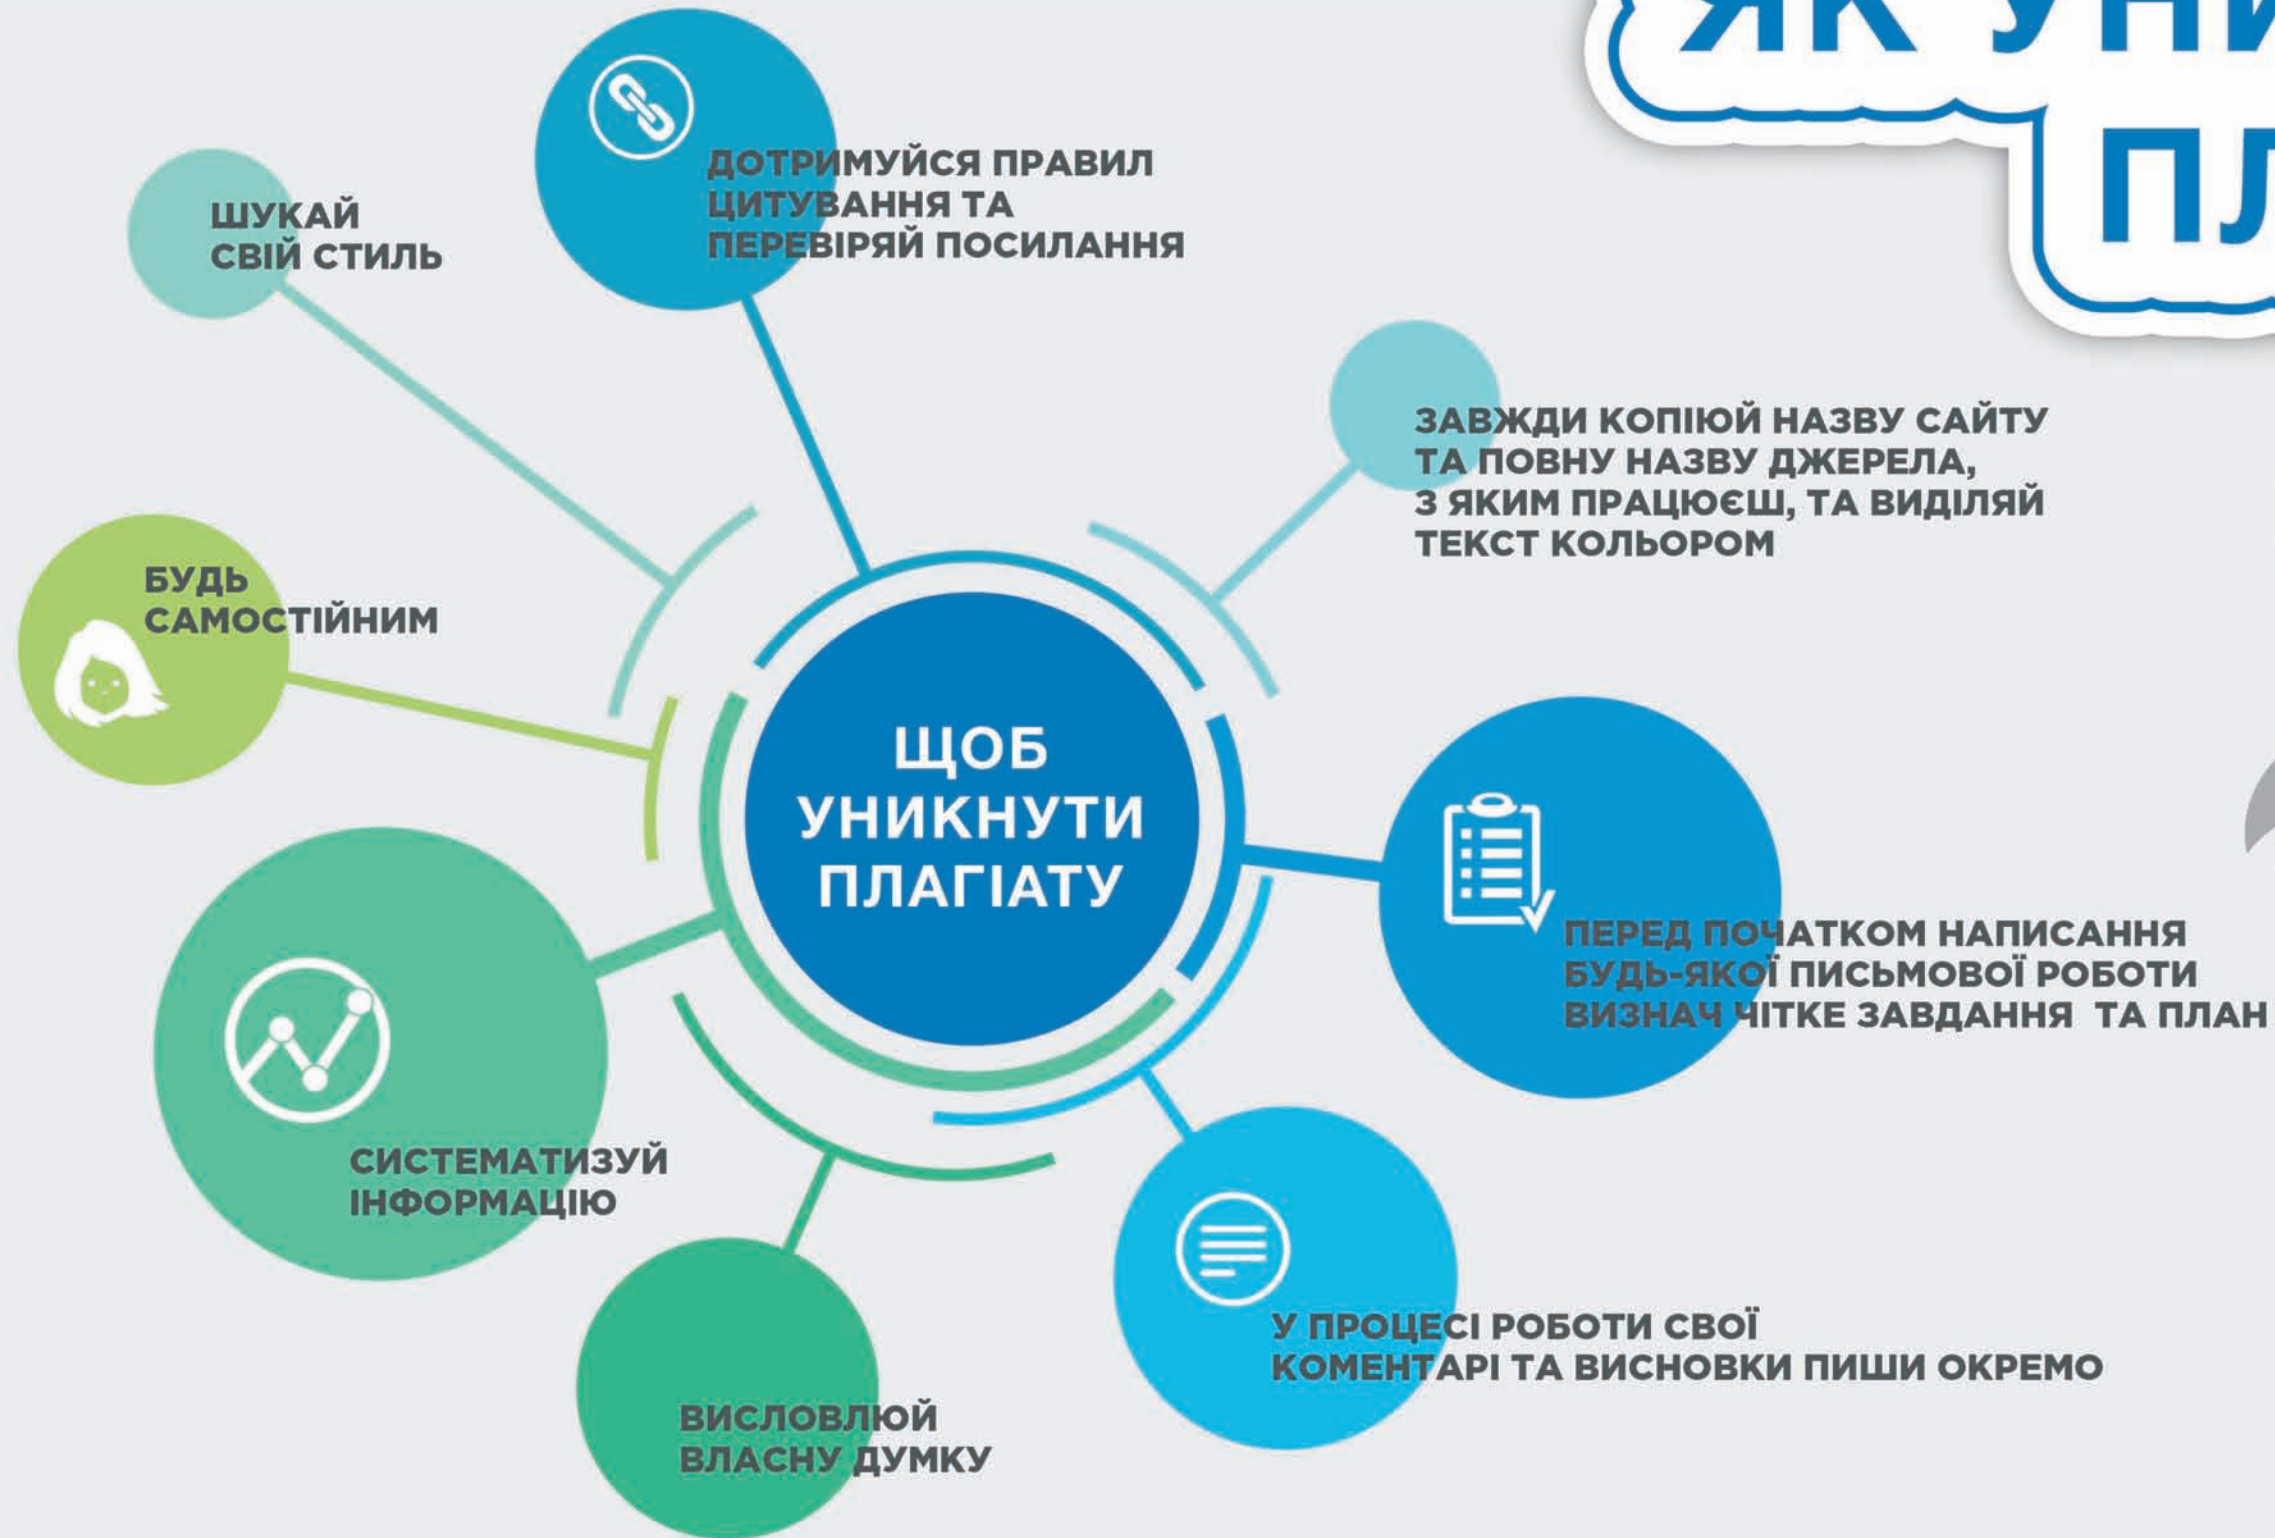 ЯК
ШУКАЙ
СВІЙ СТИЛЬ
ДОТРИМУЙСЯ ПРАВИЛ
ЦИТУВАННЯ ТА
ПЕРЕВІРЯЙ ПОСИЛАННЯ
ЗАВЖДИ КОПІЮЙ НАЗВУ САЙТУ
ТА ПОВНУ НАЗВУ ДЖЕРЕЛА,
З ЯКИМ ПРАЦЮЄШ, ТА ВИДІЛЯЙ
ТЕКСТ КОЛЬОРОМ
БУДЬ
САМОСТІЙНИМ
ЩОБ
УНИКНУТИ
ПЛАГІАТУ
ПЕРЕД ПОЧАТКОМ НАПИСАННЯ
БУДЬ-ЯКОЇ ПИСЬМОВОЇ РОБОТИ
ВИЗНАЧ ЧІТКЕ ЗАВДАННЯ ТА ПЛАН
СИСТЕМАТИЗУЙ
ІНФОРМАЦІЮ
У ПРОЦЕСІ РОБОТИ СВОЇ
КОМЕНТАРІ ТА ВИСНОВКИ ПИШИ ОКРЕМО
ВИСЛОВЛЮЙ
ВЛАСНУ ДУМКУ